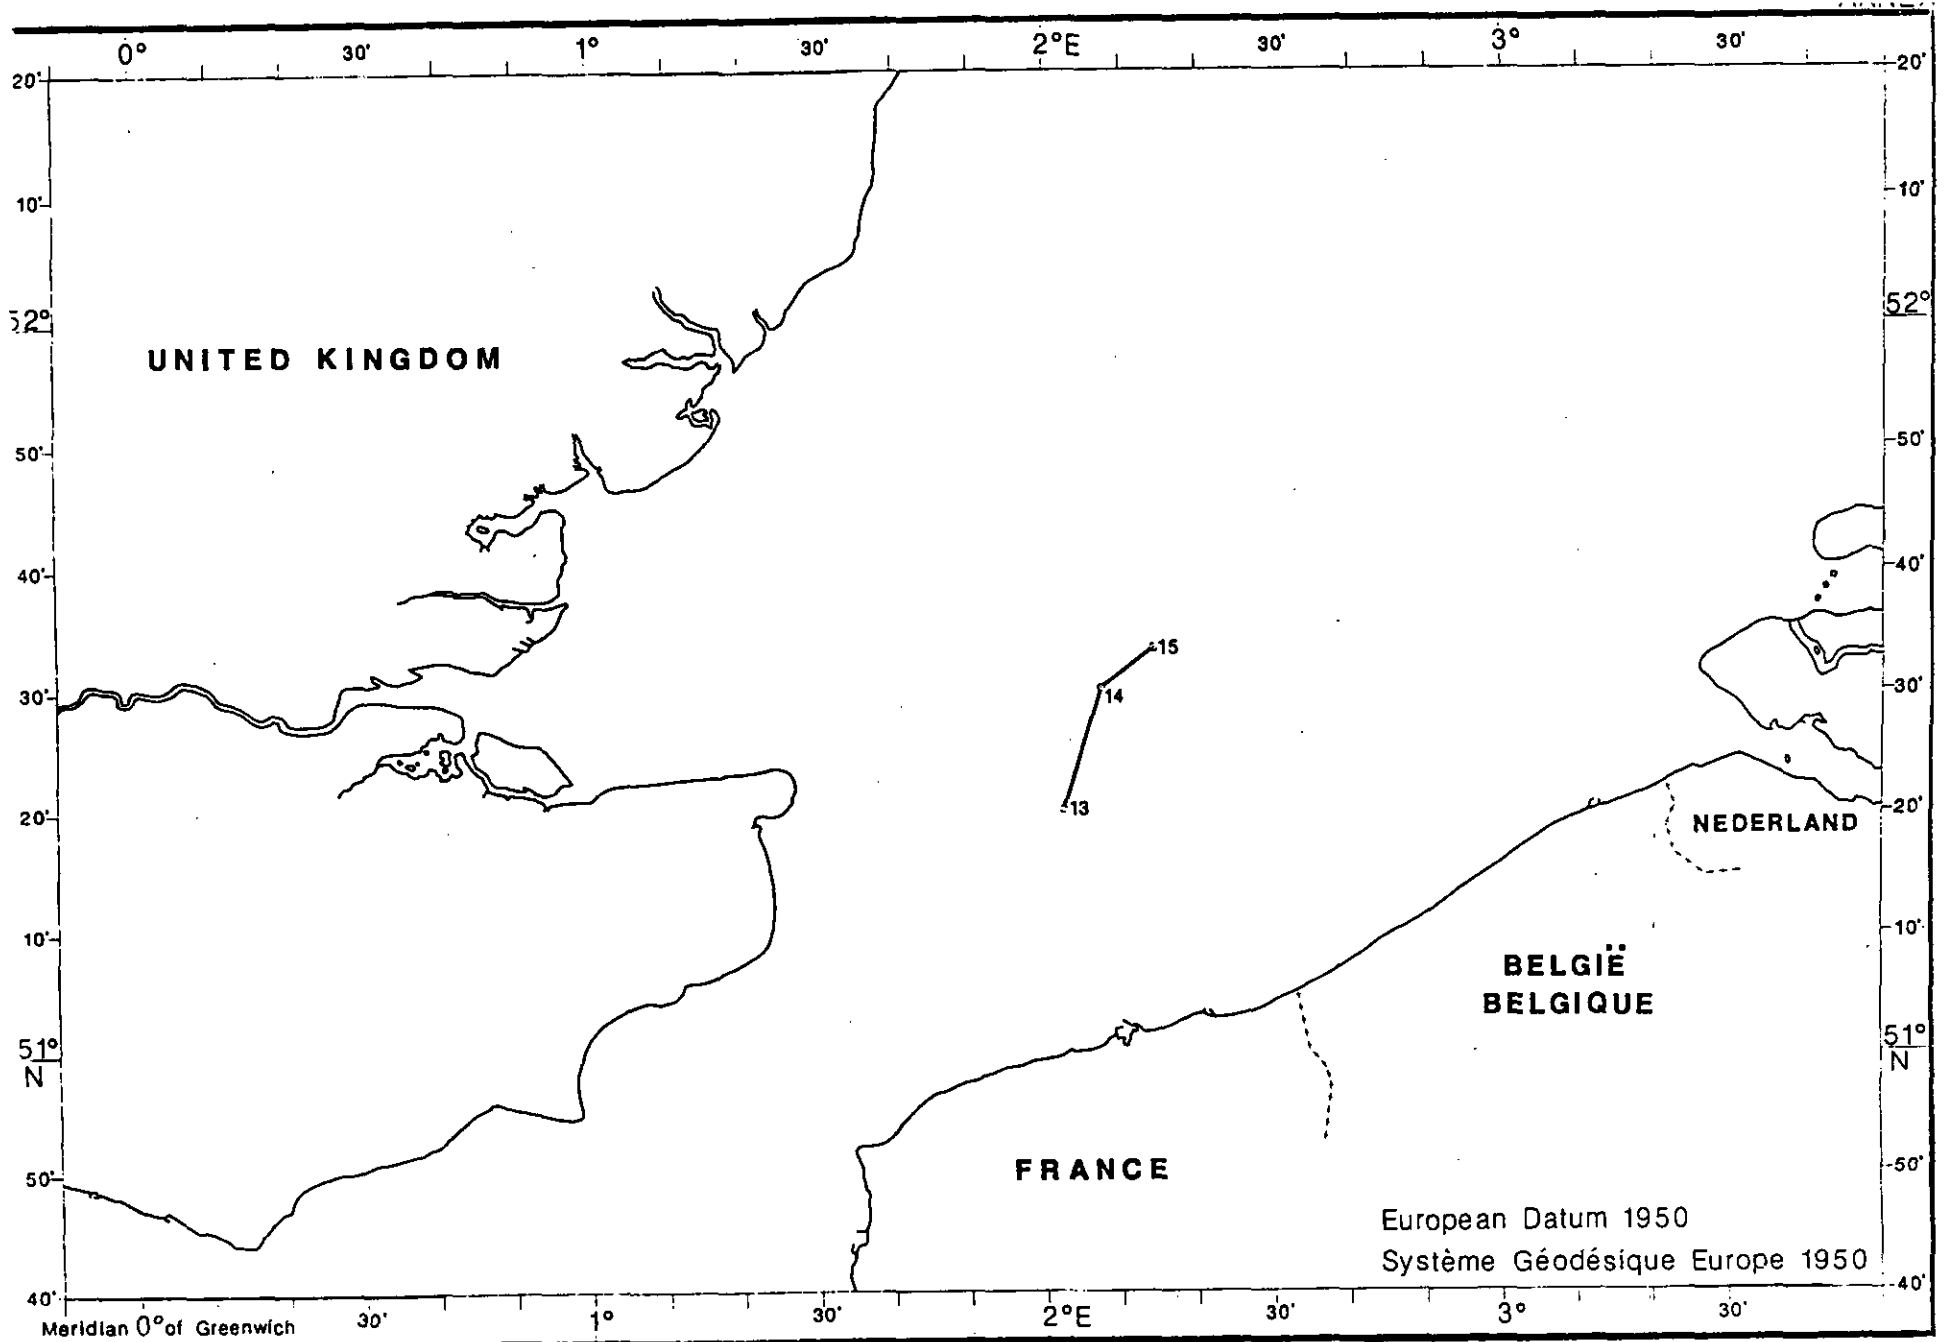 0° 30' 1° 30' 2°E 30' 3° 30'
20' 20'
10' 10'
52°
UNITED KINGDOM
50' 50'
40' 40'
15
30' 14 30'
20' 13 20'
NEDERLAND
10' 10'
BELGIË
BELGIQUE
51° 51°
N N
FRANCE
50' 50'
European Datum 1950
Système Géodésique Europe 1950
40' 40'
Meridian 0° of Greenwich 30' 1° 30' 2°E 30' 3° 30'